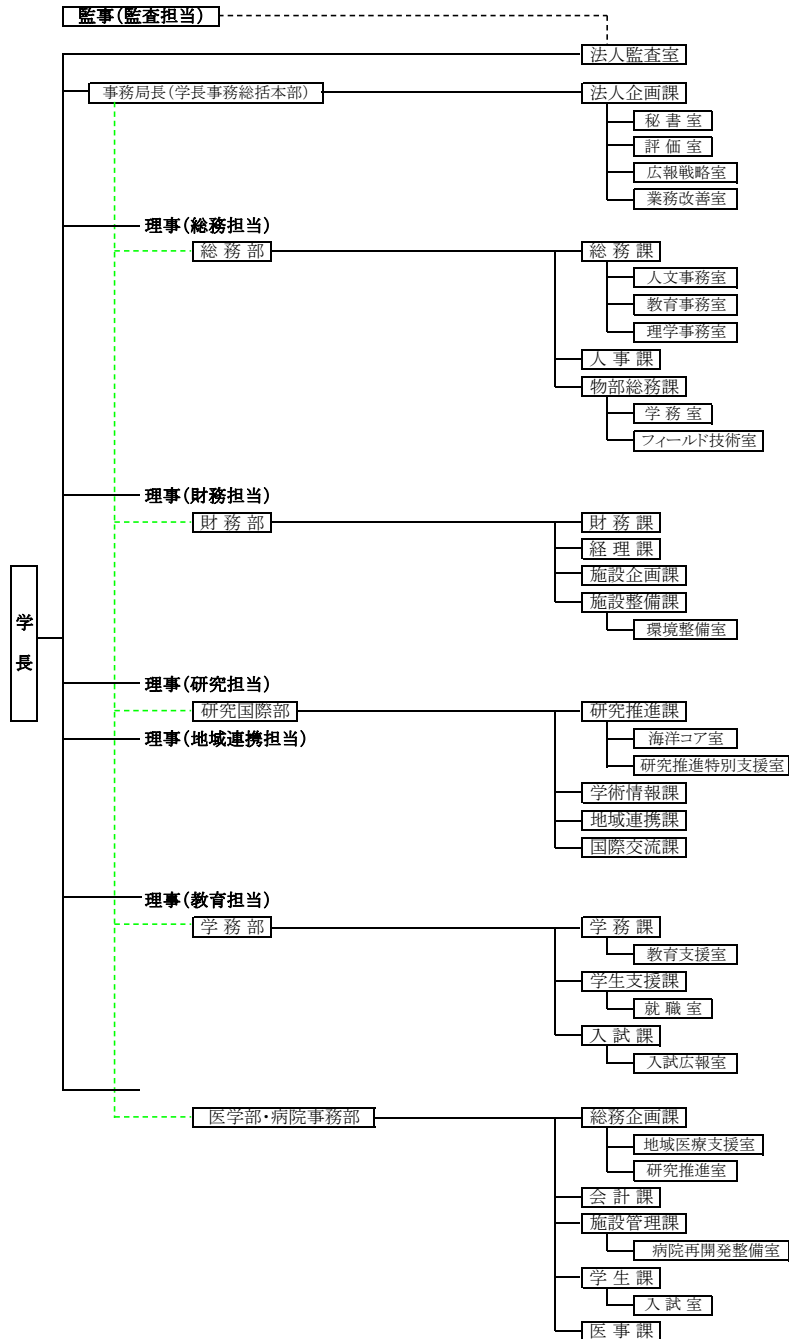 監事(監査担当)
法人監査室
事務局長(学長事務総括本部)
法人企画課
秘書室
評価室
広報戦略室
業務改善室
理事(総務担当)
総務部
総務課
人文事務室
教育事務室
理学事務室
人事課
物部総務課
学務室
フィールド技術室
理事(財務担当)
財務部
財務課
経理課
施設企画課
施設整備課
環境整備室
学長
理事(研究担当)
研究国際部
研究推進課
理事(地域連携担当)
海洋コア室
研究推進特別支援室
学術情報課
地域連携課
国際交流課
理事(教育担当)
学務部
学務課
教育支援室
学生支援課
就職室
入試課
入試広報室
医学部・病院事務部
総務企画課
地域医療支援室
研究推進室
会計課
施設管理課
病院再開発整備室
学生課
入試室
医事課